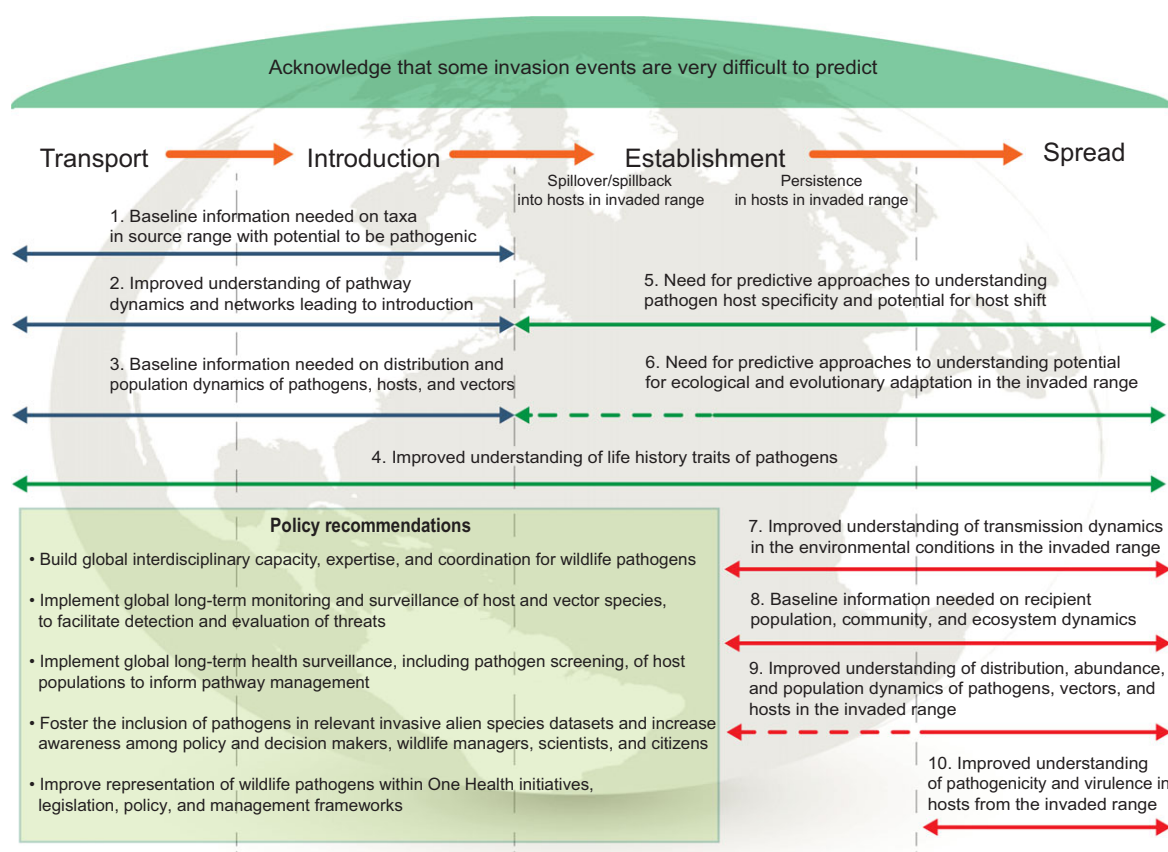 Acknowledge that some invasion events are very difficult to predict
Transport
Introduction
Establishment
Spread
Spillover/spillback
into hosts in invaded range
Persistence
in hosts in invaded range
1. Baseline information needed on taxa
in source range with potential to be pathogenic
2. Improved understanding of pathway
dynamics and networks leading to introduction
5. Need for predictive approaches to understanding
pathogen host specificity and potential for host shift
3. Baseline information needed on distribution and
population dynamics of pathogens, hosts, and vectors
6. Need for predictive approaches to understanding potential
for ecological and evolutionary adaptation in the invaded range
4. Improved understanding of life history traits of pathogens
Policy recommendations
• Build global interdisciplinary capacity, expertise, and coordination for wildlife pathogens
• Implement global long-term monitoring and surveillance of host and vector species,
to facilitate detection and evaluation of threats
• Implement global long-term health surveillance, including pathogen screening, of host
populations to inform pathway management
• Foster the inclusion of pathogens in relevant invasive alien species datasets and increase
awareness among policy and decision makers, wildlife managers, scientists, and citizens
• Improve representation of wildlife pathogens within One Health initiatives,
legislation, policy, and management frameworks
7. Improved understanding of transmission dynamics
in the environmental conditions in the invaded range
8. Baseline information needed on recipient
population, community, and ecosystem dynamics
9. Improved understanding of distribution, abundance,
and population dynamics of pathogens, vectors, and
hosts in the invaded range
10. Improved understanding
of pathogenicity and virulence in
hosts from the invaded range